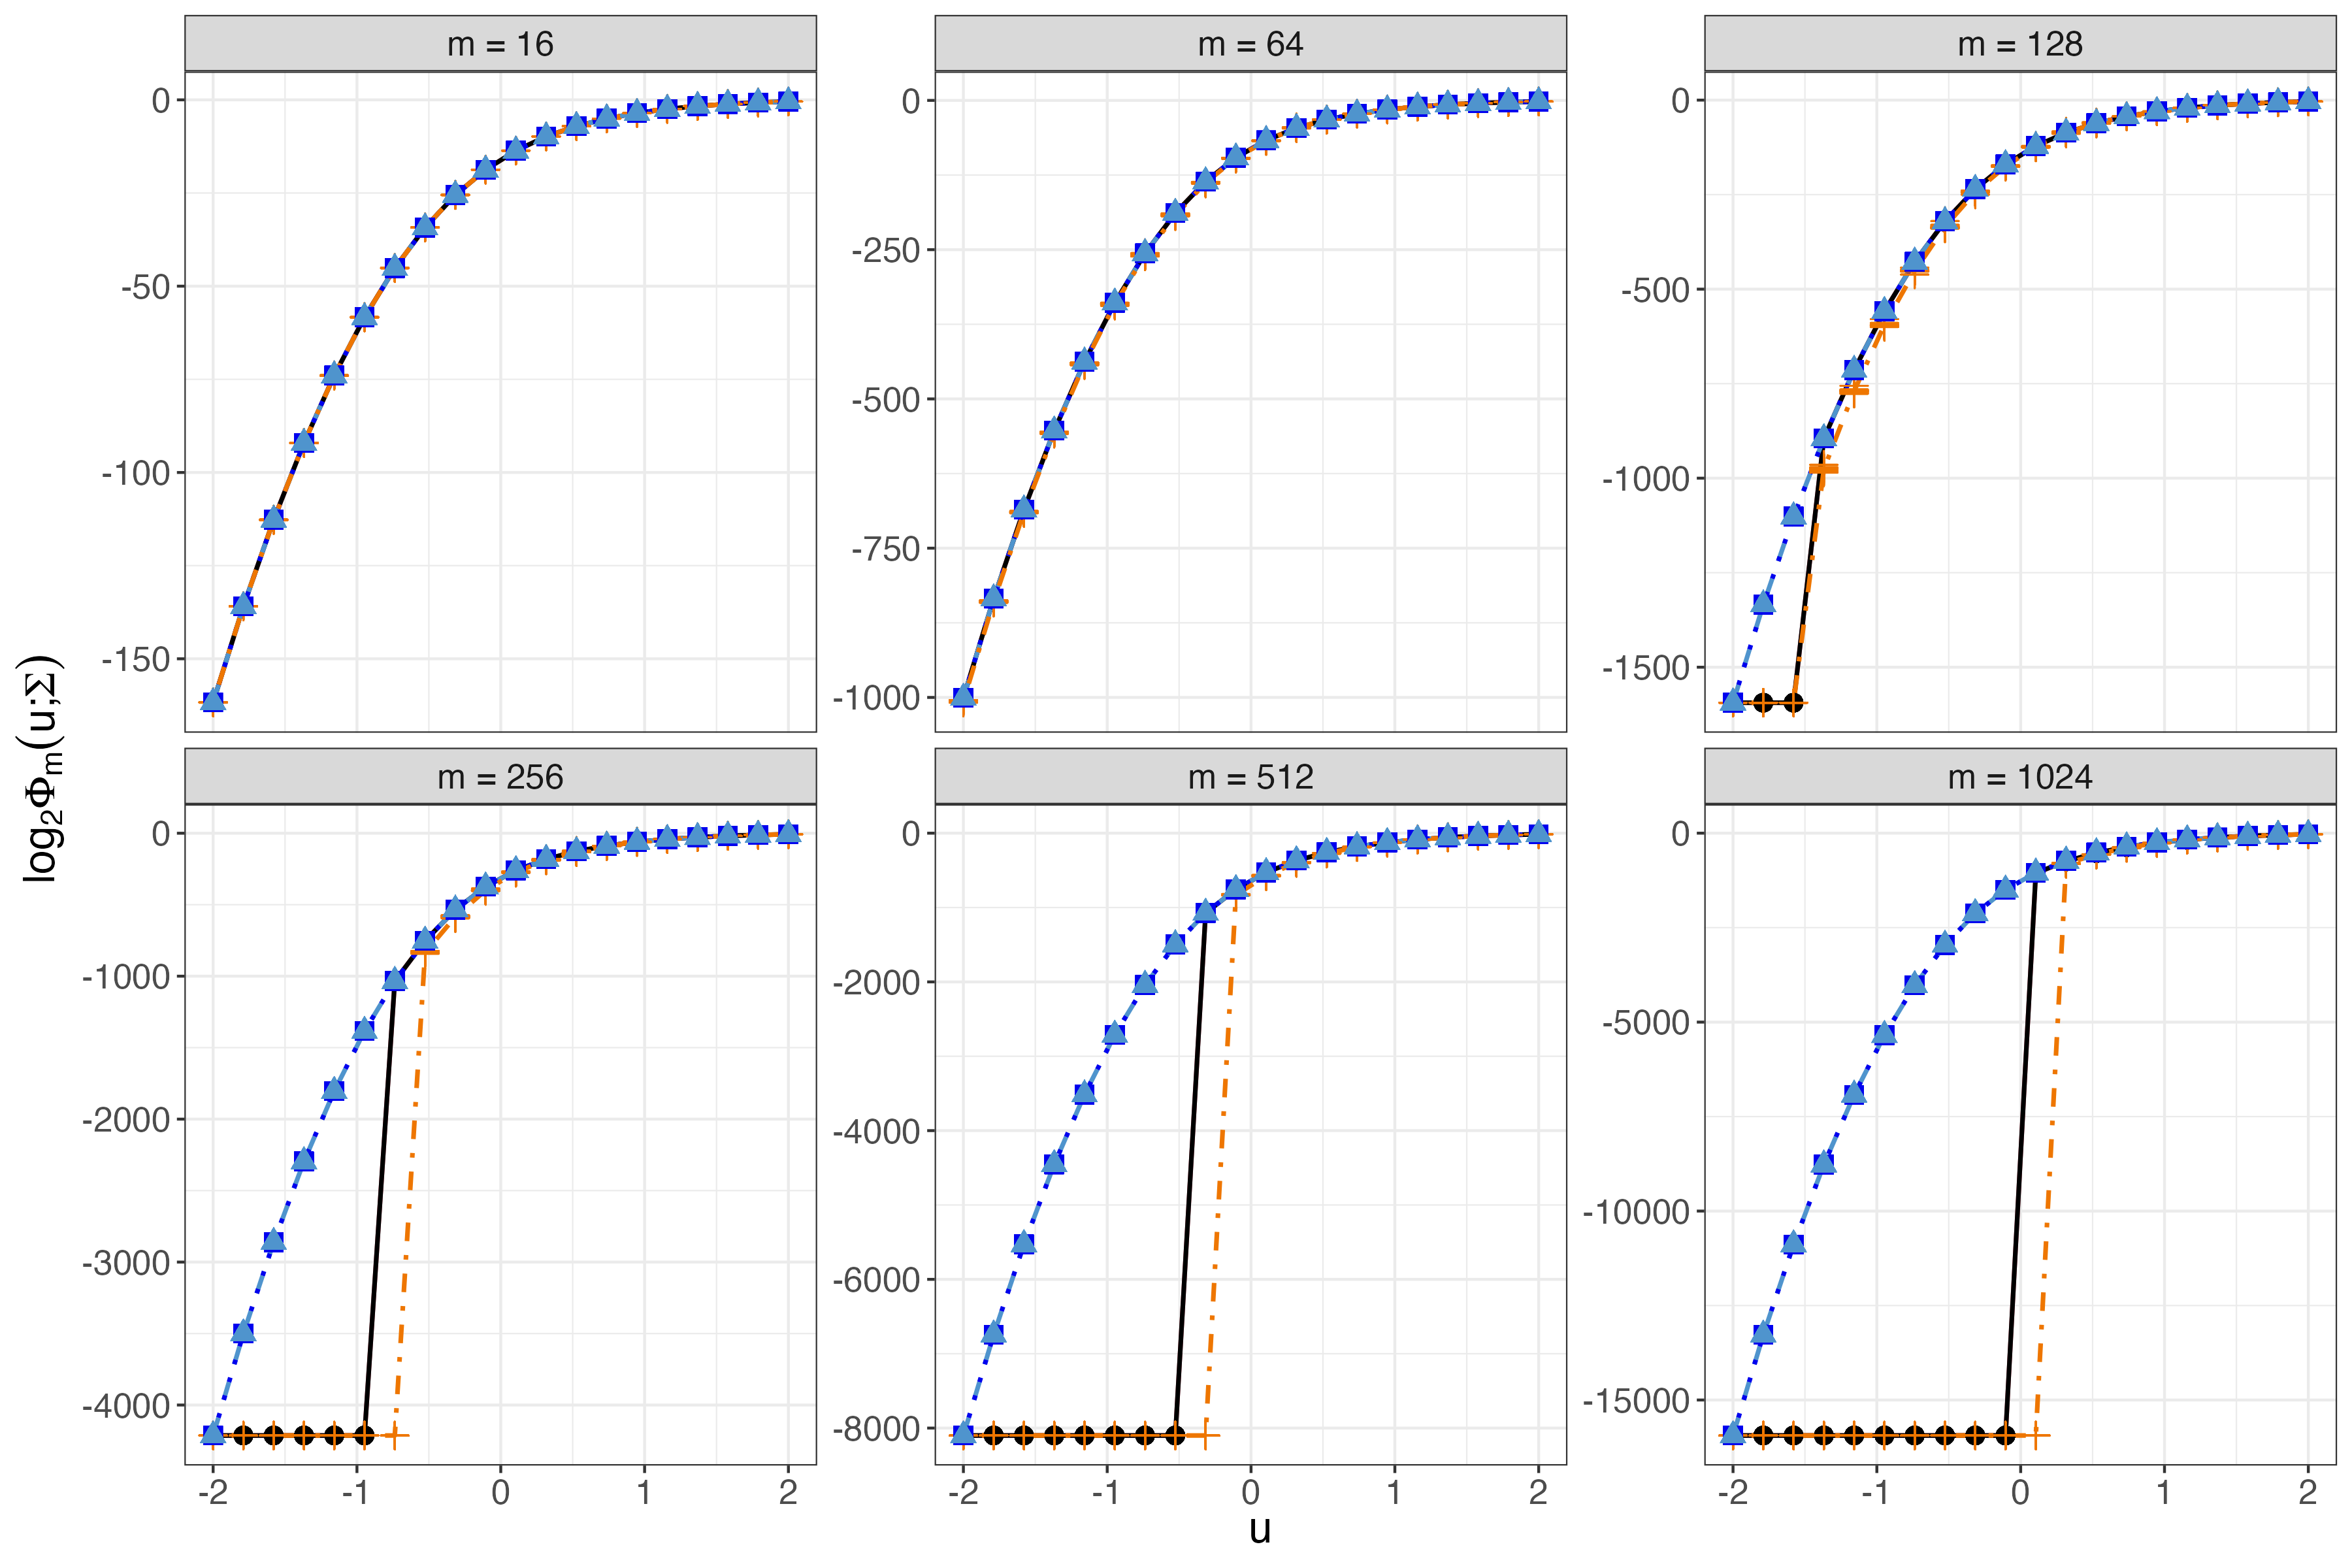 m = 16
m = 64
m = 128
0
-50
-100
-150
0
-250
-500
-750
-1000
0
-500
-1000
-1500
log₂Φₘ(u;Σ)
m = 256
m = 512
m = 1024
0
-1000
-2000
-3000
-4000
0
-2000
-4000
-6000
-8000
0
-5000
-10000
-15000
-2 -1 0 1 2
-2 -1 0 1 2
-2 -1 0 1 2
u